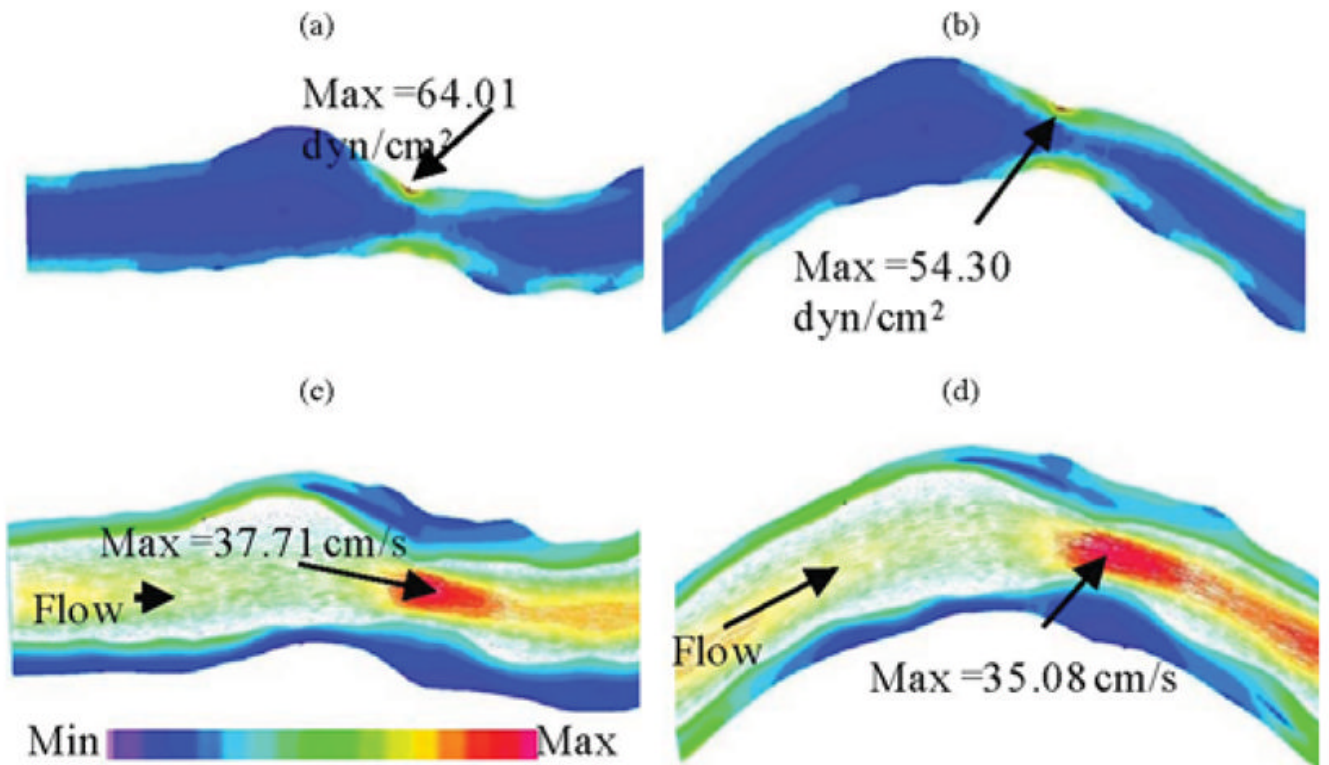 (a)
(b)
Max =64.01
dyn/cm²
Max =54.30
dyn/cm²
(c)
(d)
Max =37.71 cm/s
Flow
Flow
Max =35.08 cm/s
Min
Max